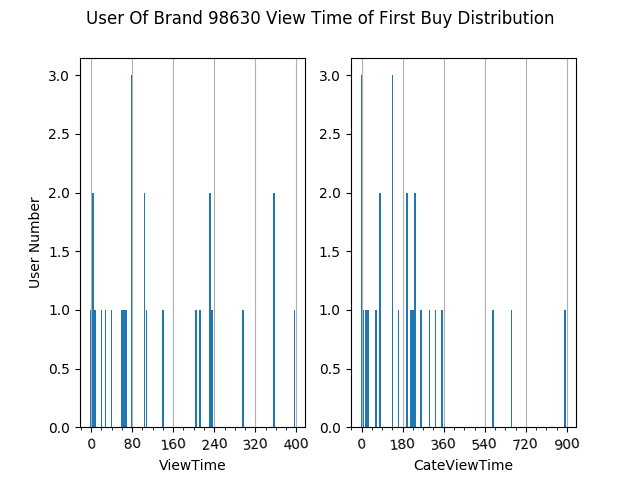 User Of Brand 98630 View Time of First Buy Distribution
User Number
3.0
2.5
2.0
1.5
1.0
0.5
0.0
0 80 160 240 320 400
ViewTime
3.0
2.5
2.0
1.5
1.0
0.5
0.0
0 180 360 540 720 900
CateViewTime